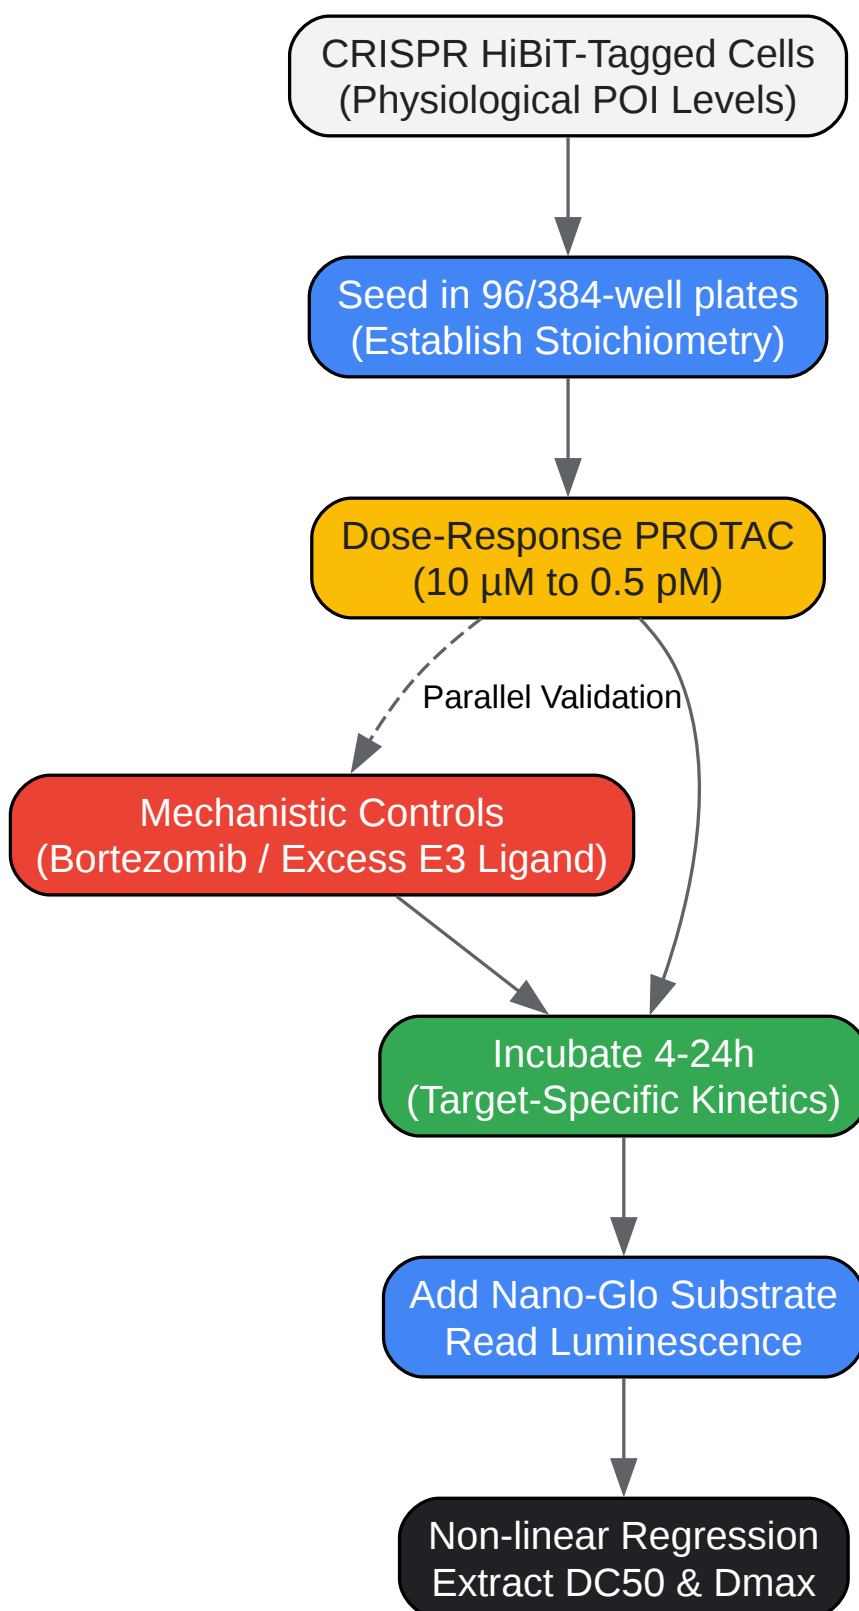 CRISPR HiBiT-Tagged Cells
(Physiological POI Levels)
Seed in 96/384-well plates
(Establish Stoichiometry)
Dose-Response PROTAC
(10 µM to 0.5 pM)
Parallel Validation
Mechanistic Controls
(Bortezomib / Excess E3 Ligand)
Incubate 4-24h
(Target-Specific Kinetics)
Add Nano-Glo Substrate
Read Luminescence
Non-linear Regression
Extract DC50 & Dmax